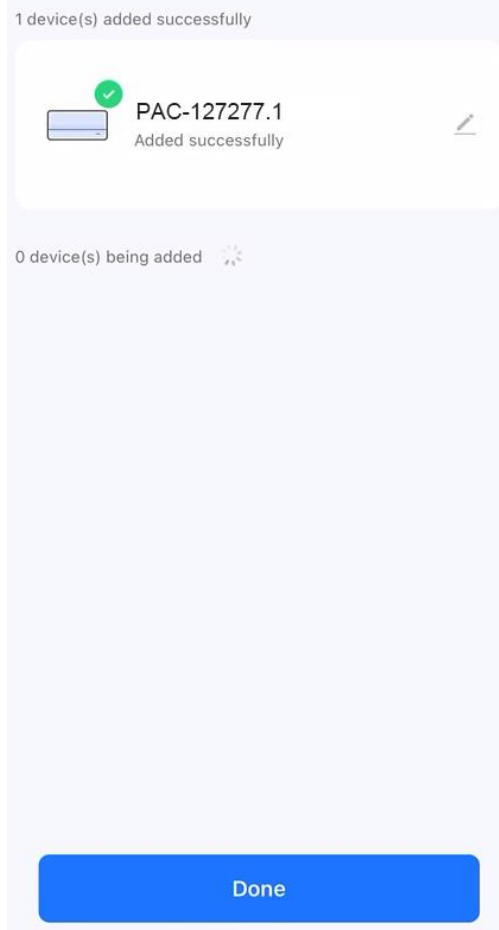 1 device(s) added successfully
PAC-127277.1
Added successfully
0 device(s) being added
Done